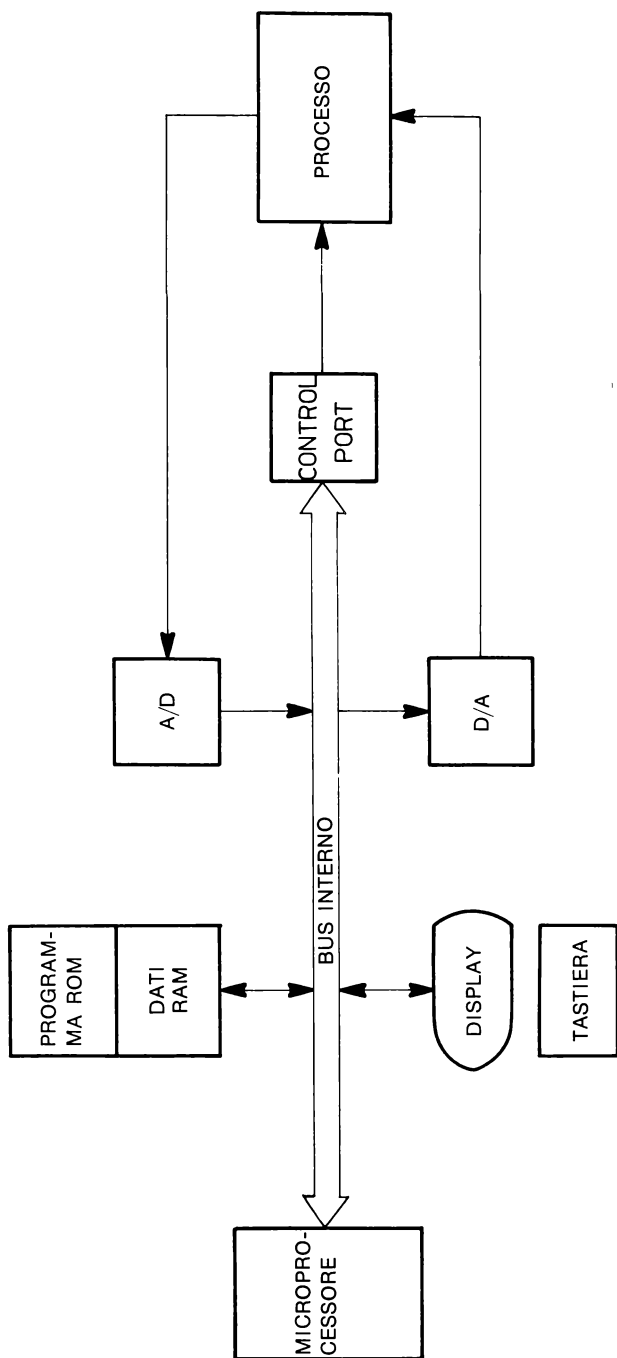 PROGRAM-
MA ROM
DATI
RAM
A/D
MICROPRO-
CESSORE
BUS INTERNO
CONTROL
PORT
PROCESSO
DISPLAY
TASTIERA
D/A